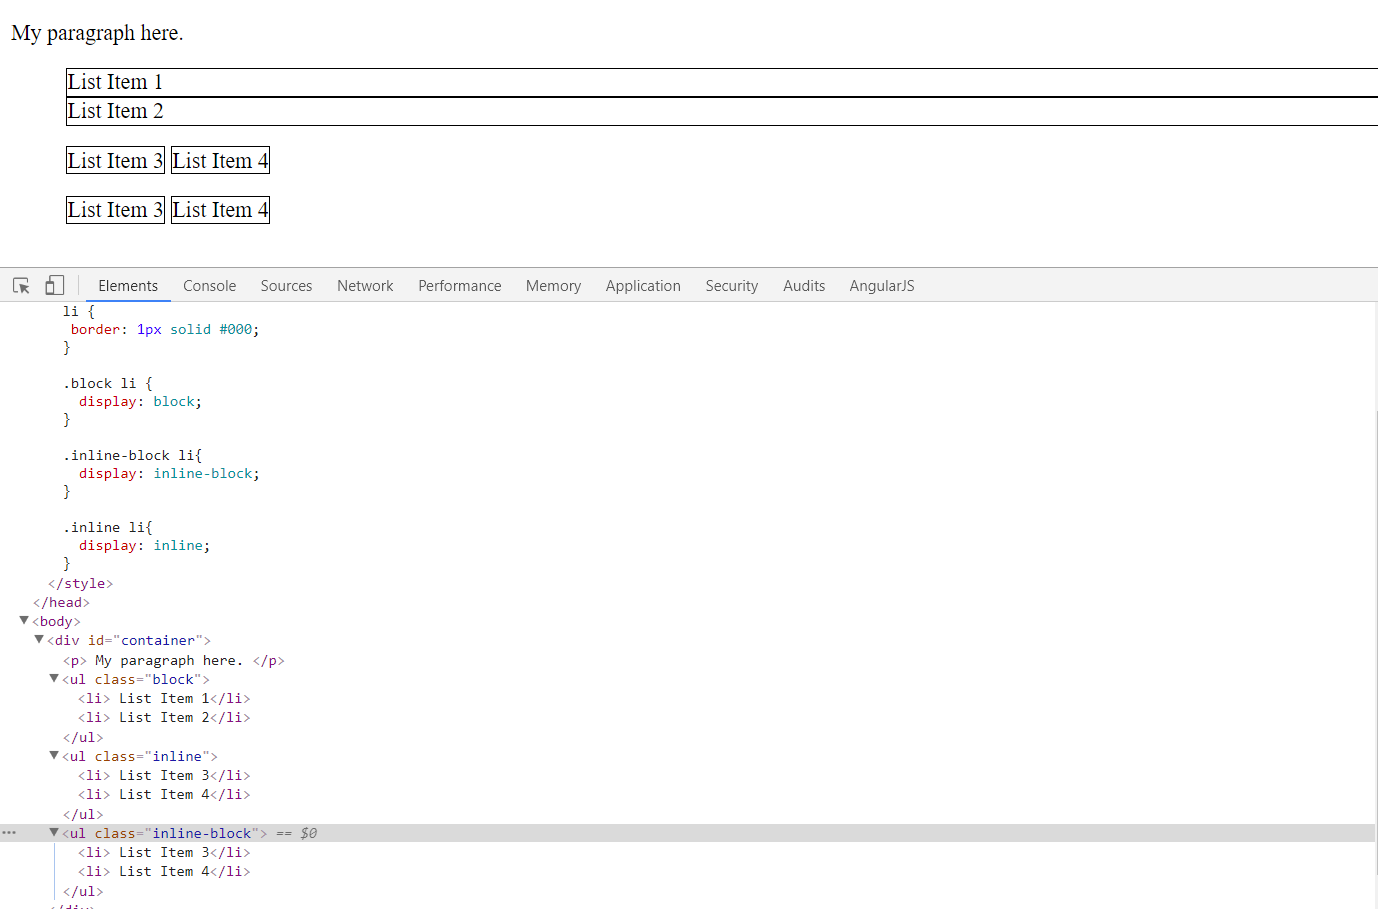 My paragraph here.
List Item 1
List Item 2
List Item 3 List Item 4
List Item 3 List Item 4
Elements Console Sources Network Performance Memory Application Security Audits AngularJS
li {
border: 1px solid #000;
}
.block li {
display: block;
}
.inline-block li{
display: inline-block;
}
.inline li{
display: inline;
}
</style>
</head>
<body>
<div id="container">
<p> My paragraph here. </p>
<ul class="block">
<li> List Item 1</li>
<li> List Item 2</li>
</ul>
<ul class="inline">
<li> List Item 3</li>
<li> List Item 4</li>
</ul>
<ul class="inline-block"> == $0
<li> List Item 3</li>
<li> List Item 4</li>
</ul>
</div>